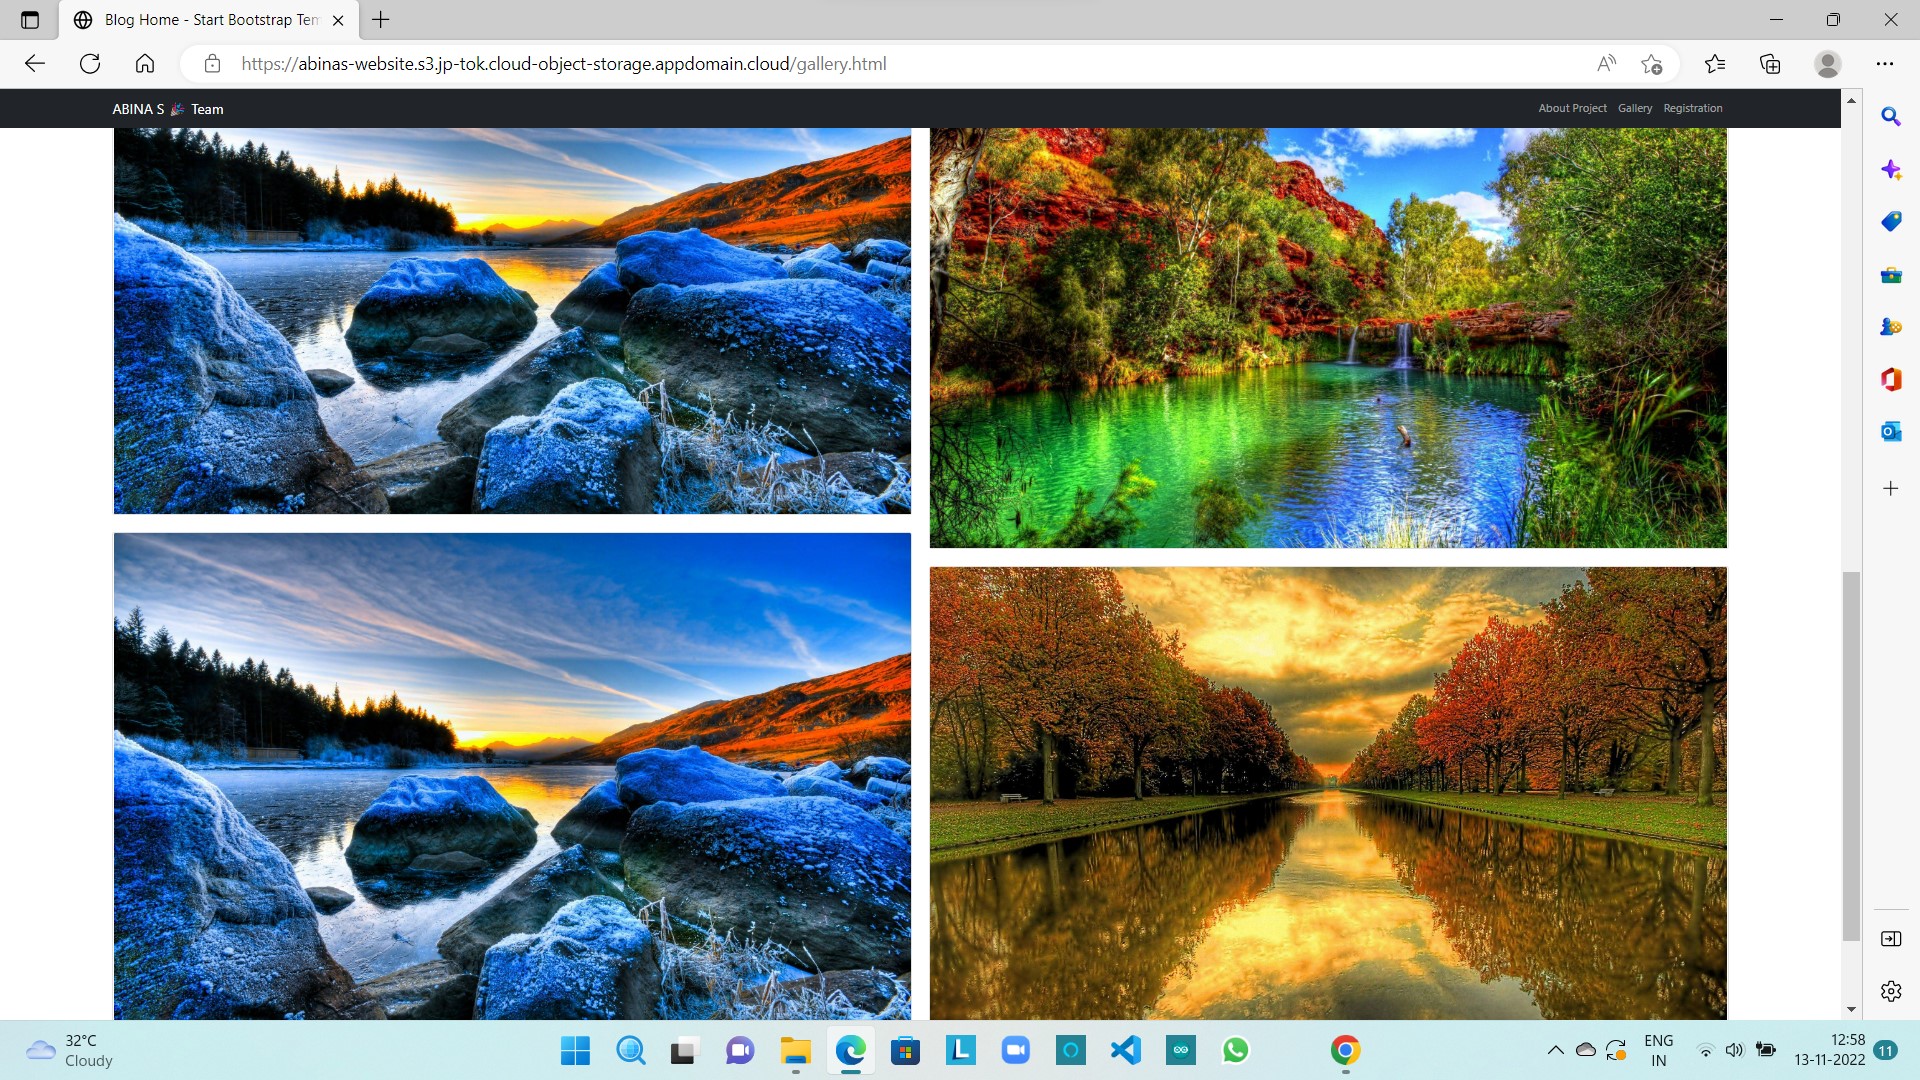 Blog Home - Start Bootstrap Tem
https://abinas-website.s3.jp-tok.cloud-object-storage.appdomain.cloud/gallery.html
ABINA S 🎉 Team
About Project Gallery Registration
32°C
Cloudy
ENG
IN
12:58
13-11-2022
11